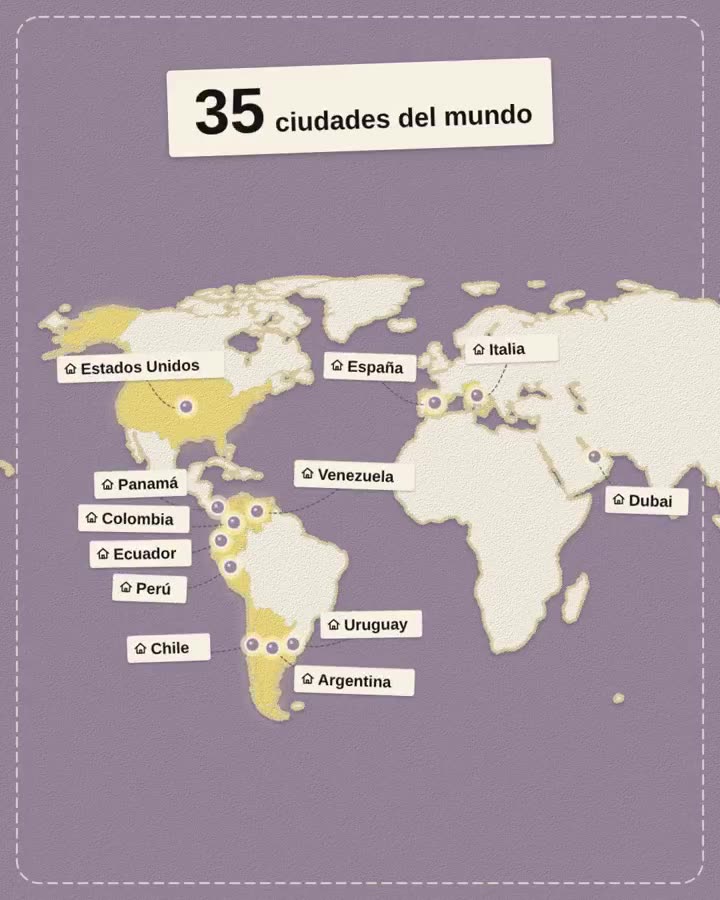 35 ciudades del mundo
Estados Unidos
España
Italia
Panamá
Venezuela
Dubai
Colombia
Ecuador
Perú
Uruguay
Chile
Argentina